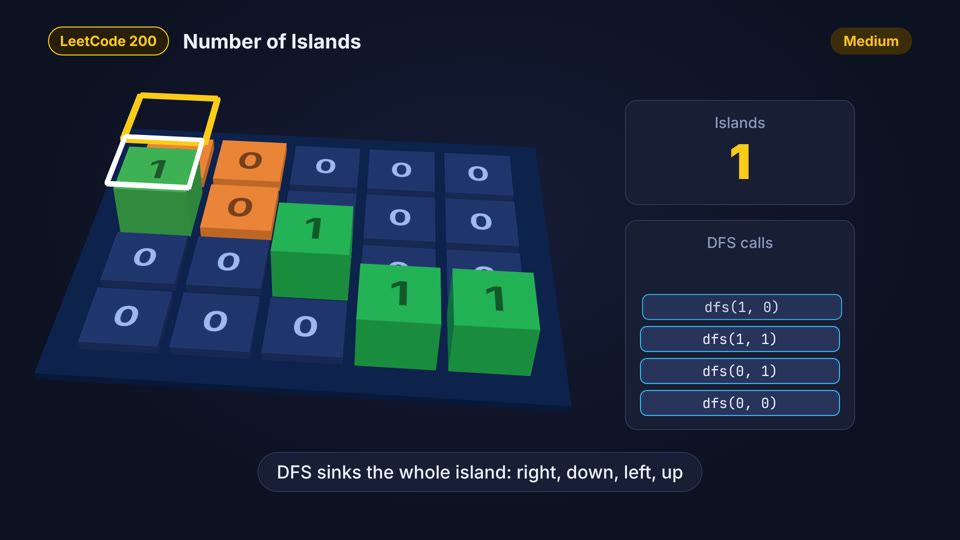 LeetCode 200 Number of Islands Medium
Islands
1
DFS calls
dfs(1, 0)
dfs(1, 1)
dfs(0, 1)
dfs(0, 0)
0 0 0 0
1 0 1 0 0
0 0 1 1
0 0 0
DFS sinks the whole island: right, down, left, up